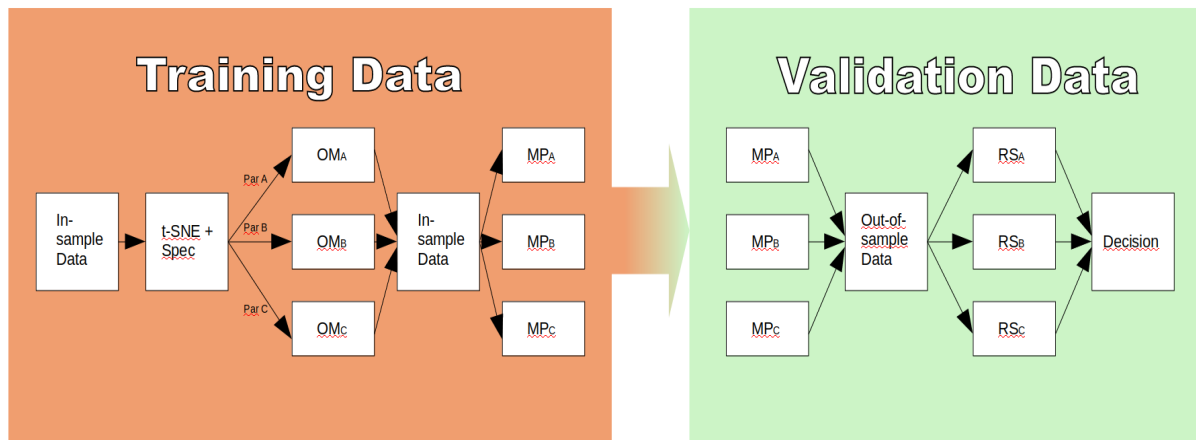 Training Data
In-
sample
Data
t-SNE +
Spec
Par A
Par B
Par C
OMA
OMB
OMC
In-
sample
Data
MPA
MPB
MPC
Validation Data
MPA
MPB
MPC
Out-of-
sample
Data
RSA
RSB
RSC
Decision